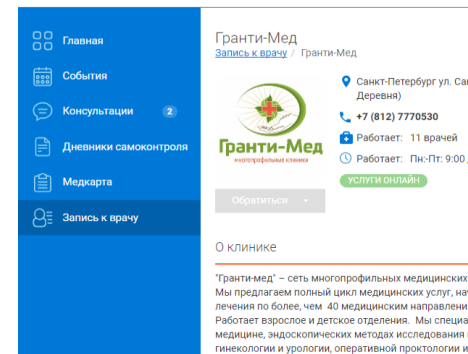 Главная
События
Консультации 2
Дневники самоконтроля
Медкарта
Запись к врачу
Гранти-Мед
Запись к врачу / Гранти-Мед
Гранти-Мед
многопрофильные клиники
Обратиться
Санкт-Петербург ул.
Деревня)
+7 (812) 7770530
Работает: 11 врачей
Работает: Пн:-Пт: 9:00
УСЛУГИ ОНЛАЙН
О клинике
"Гранти-мед" – сеть многопрофильных медицинских
Мы предлагаем полный цикл медицинских услуг,
лечения по более, чем 40 медицинским
Работает взрослое и детское отделения. Мы
медицине, эндоскопических методах исследования
гинекологии и урологии, оперативной проктологии и